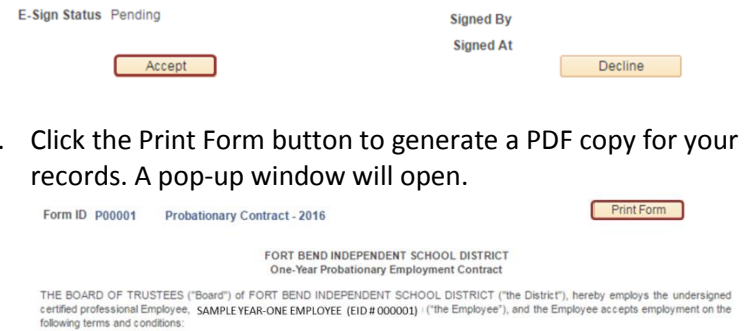 E-Sign Status Pending
Signed By
Signed At
Accept
Decline
. Click the Print Form button to generate a PDF copy for your
records. A pop-up window will open.
Form ID P00001 Probationary Contract - 2016
Print Form
FORT BEND INDEPENDENT SCHOOL DISTRICT
One-Year Probationary Employment Contract
THE BOARD OF TRUSTEES ("Board") of FORT BEND INDEPENDENT SCHOOL DISTRICT ("the District"), hereby employs the undersigned
certified professional Employee, SAMPLE YEAR-ONE EMPLOYEE (EID # 000001) ("the Employee"), and the Employee accepts employment on the
following terms and conditions: